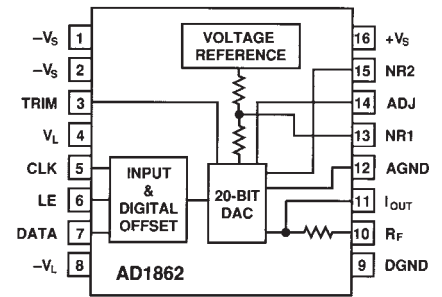 -VS 1
-VS 2
TRIM 3
VL 4
CLK 5
LE 6
DATA 7
-VL 8
VOLTAGE
REFERENCE
INPUT
&
DIGITAL
OFFSET
20-BIT
DAC
AD1862
16 +VS
15 NR2
14 ADJ
13 NR1
12 AGND
11 IOUT
10 RF
9 DGND